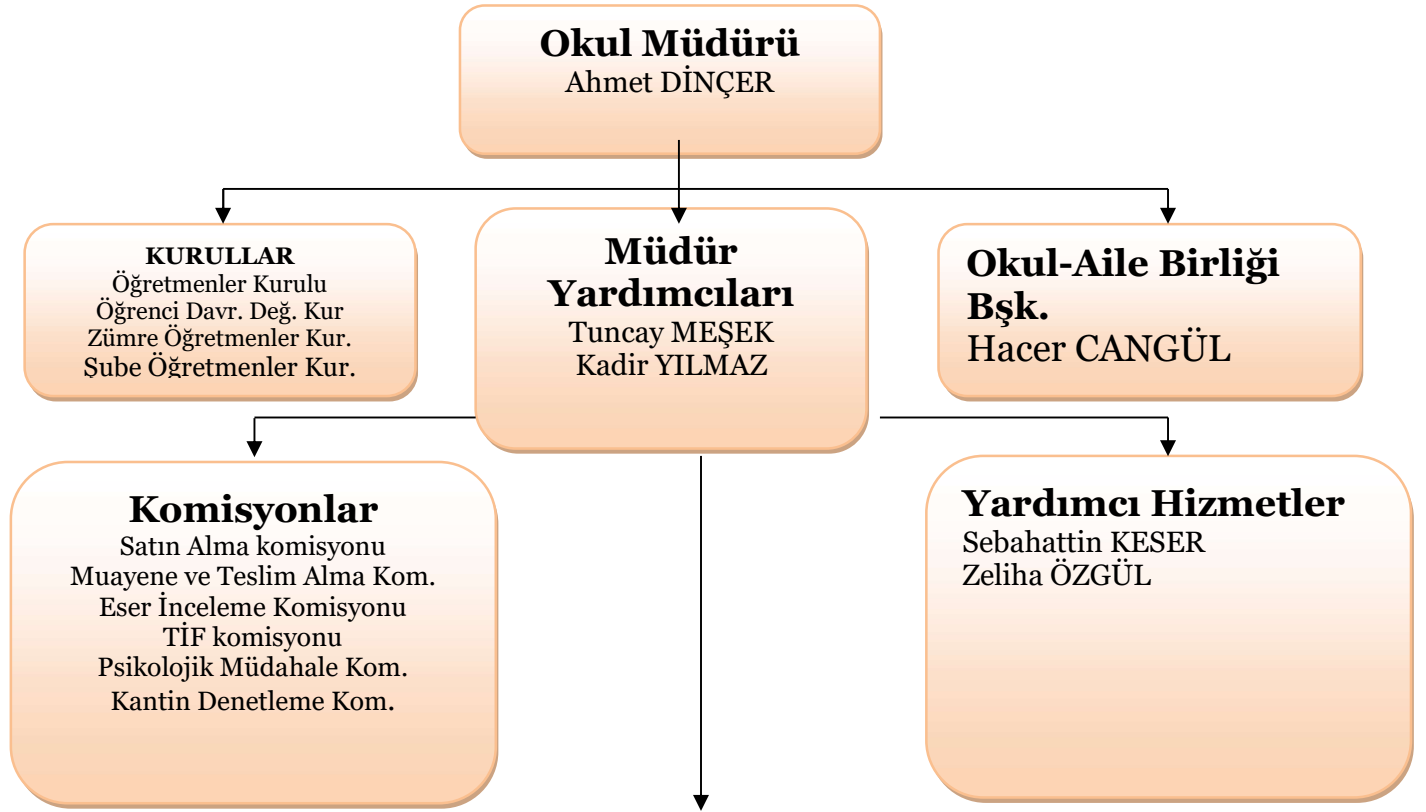 Okul Müdürü
Ahmet DİNÇER
KURULLAR
Öğretmenler Kurulu
Öğrenci Davr. Değ. Kur
Zümre Öğretmenler Kur.
Şube Öğretmenler Kur.
Müdür
Yardımcıları
Tuncay MEŞEK
Kadir YILMAZ
Okul-Aile Birliği
Bşk.
Hacer CANGÜL
Komisyonlar
Satın Alma komisyonu
Muayene ve Teslim Alma Kom.
Eser İnceleme Komisyonu
TİF komisyonu
Psikolojik Müdahale Kom.
Kantin Denetleme Kom.
Yardımcı Hizmetler
Sebahattin KESER
Zeliha ÖZGÜL